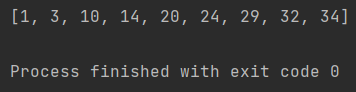 [1, 3, 10, 14, 20, 24, 29, 32, 34]
Process finished with exit code 0